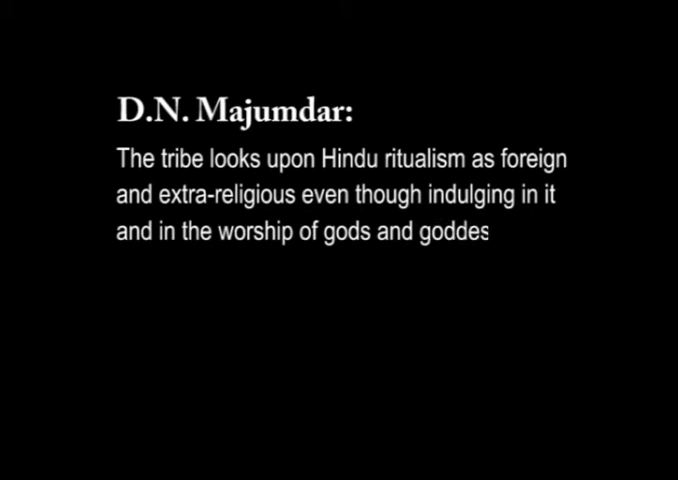 D.N. Majumdar:
The tribe looks upon Hindu ritualism as foreign
and extra-religious even though indulging in it
and in the worship of gods and goddes